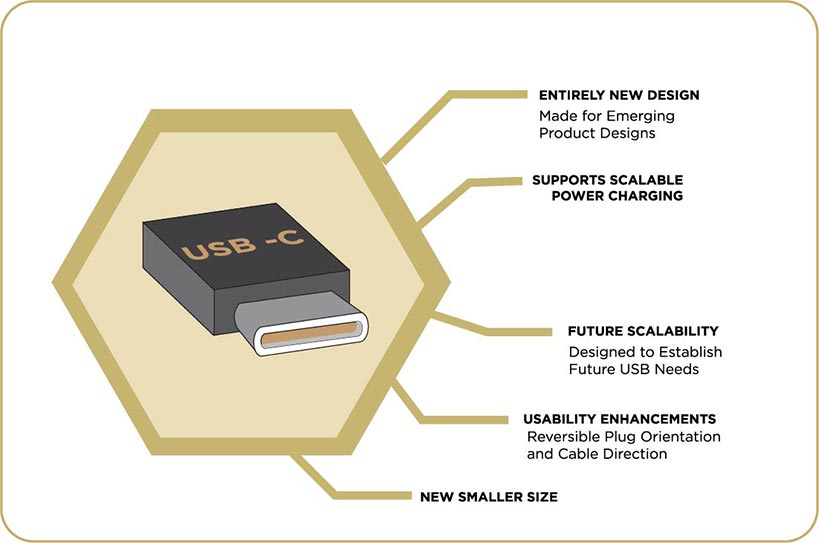 ENTIRELY NEW DESIGN
Made for Emerging
Product Designs
SUPPORTS SCALABLE
POWER CHARGING
USB -C
FUTURE SCALABILITY
Designed to Establish
Future USB Needs
USABILITY ENHANCEMENTS
Reversible Plug Orientation
and Cable Direction
NEW SMALLER SIZE